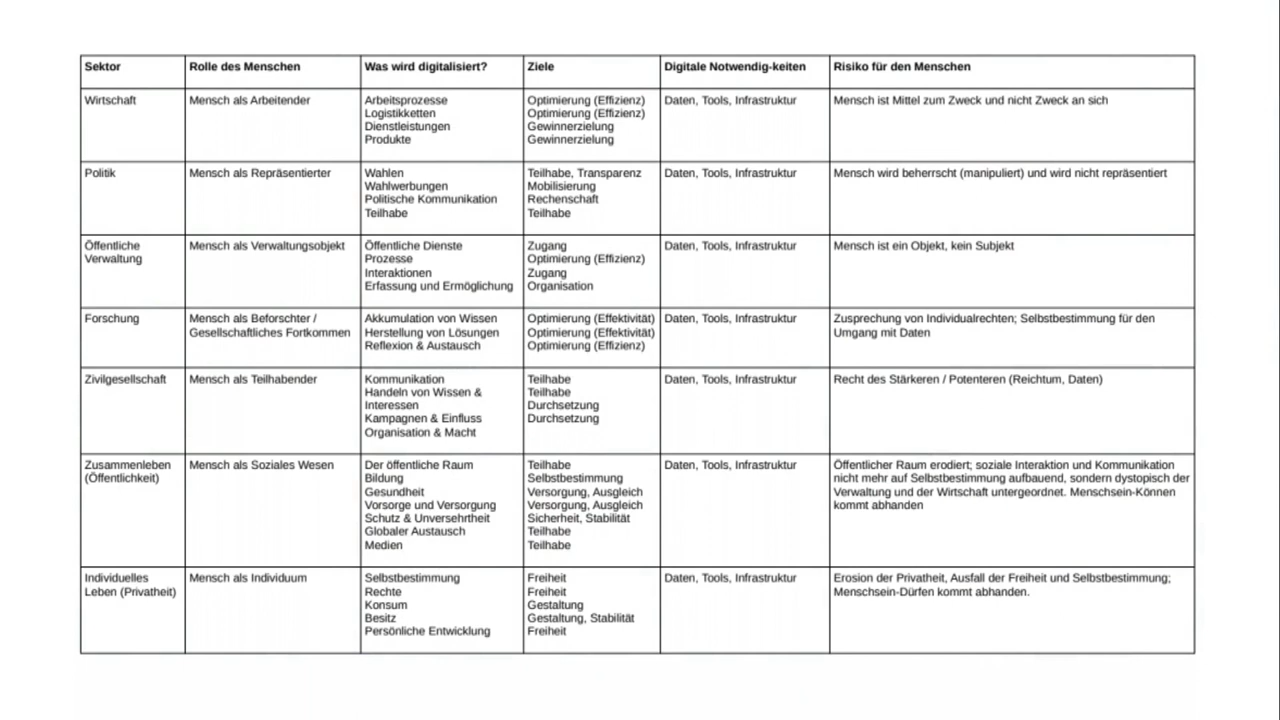 Sektor
Rolle des Menschen
Was wird digitalisiert?
Ziele
Digitale Notwendig-keiten
Risiko für den Menschen
Wirtschaft
Mensch als Arbeitender
Arbeitsprozesse
Logistikketten
Dienstleistungen
Produkte
Optimierung (Effizienz)
Optimierung (Effizienz)
Gewinnerzielung
Gewinnerzielung
Daten, Tools, Infrastruktur
Mensch ist Mittel zum Zweck und nicht Zweck an sich
Politik
Mensch als Repräsentierter
Wahlen
Wahlwerbungen
Politische Kommunikation
Teilhabe
Teilhabe, Transparenz
Mobilisierung
Rechenschaft
Teilhabe
Daten, Tools, Infrastruktur
Mensch wird beherrscht (manipuliert) und wird nicht repräsentiert
Öffentliche
Verwaltung
Mensch als Verwaltungsobjekt
Öffentliche Dienste
Prozesse
Interaktionen
Erfassung und Ermöglichung
Zugang
Optimierung (Effizienz)
Zugang
Organisation
Daten, Tools, Infrastruktur
Mensch ist ein Objekt, kein Subjekt
Forschung
Mensch als Beforschter /
Gesellschaftliches Fortkommen
Akkumulation von Wissen
Herstellung von Lösungen
Reflexion & Austausch
Optimierung (Effektivität)
Optimierung (Effektivität)
Optimierung (Effizienz)
Daten, Tools, Infrastruktur
Zusprechung von Individualrechten; Selbstbestimmung für den
Umgang mit Daten
Zivilgesellschaft
Mensch als Teilhabender
Kommunikation
Handeln von Wissen &
Interessen
Kampagnen & Einfluss
Organisation & Macht
Teilhabe
Teilhabe
Durchsetzung
Durchsetzung
Daten, Tools, Infrastruktur
Recht des Stärkeren / Potenteren (Reichtum, Daten)
Zusammenleben
(Öffentlichkeit)
Mensch als Soziales Wesen
Der öffentliche Raum
Bildung
Gesundheit
Vorsorge und Versorgung
Schutz & Unversehrtheit
Globaler Austausch
Medien
Teilhabe
Selbstbestimmung
Versorgung, Ausgleich
Versorgung, Ausgleich
Sicherheit, Stabilität
Teilhabe
Teilhabe
Daten, Tools, Infrastruktur
Öffentlicher Raum erodiert; soziale Interaktion und Kommunikation
nicht mehr auf Selbstbestimmung aufbauend, sondern dystopisch der
Verwaltung und der Wirtschaft untergeordnet. Menschsein-Können
kommt abhanden
Individuelles
Leben (Privatheit)
Mensch als Individuum
Selbstbestimmung
Rechte
Konsum
Besitz
Persönliche Entwicklung
Freiheit
Freiheit
Gestaltung
Gestaltung, Stabilität
Freiheit
Daten, Tools, Infrastruktur
Erosion der Privatheit, Ausfall der Freiheit und Selbstbestimmung;
Menschsein-Dürfen kommt abhanden.